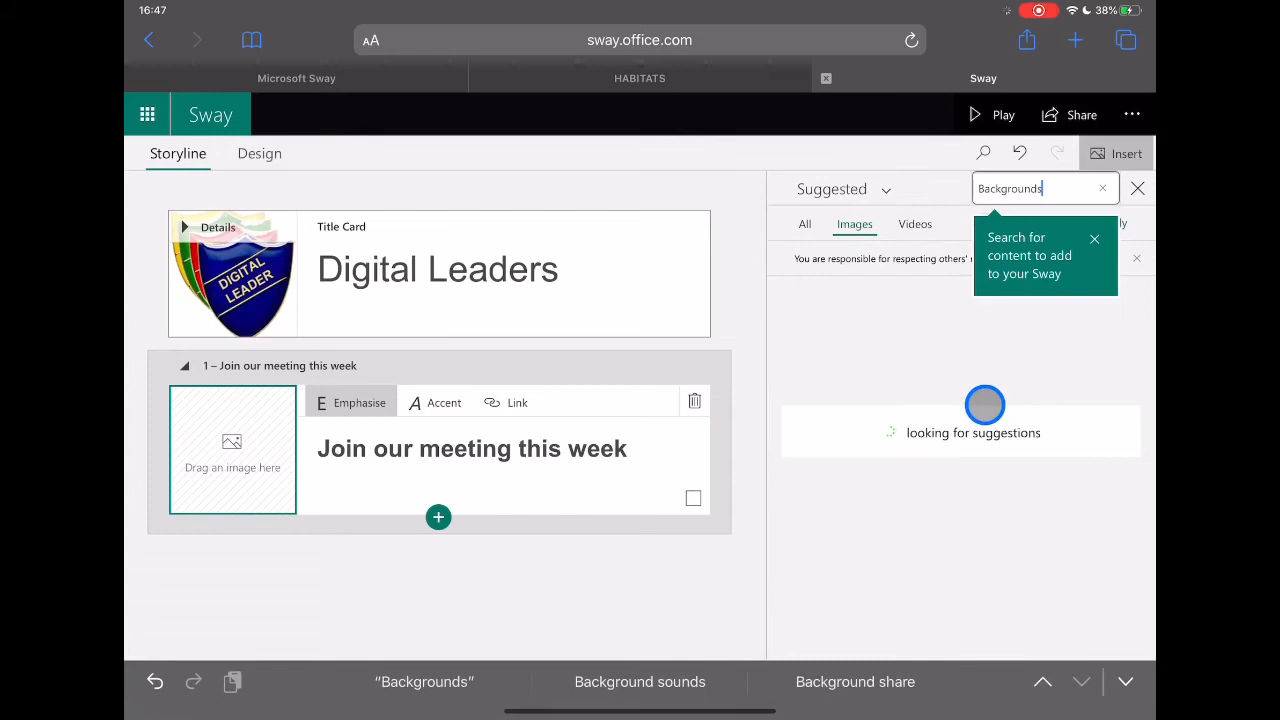 16:47
38%
AA
sway.office.com
Microsoft Sway
HABITATS
Sway
Sway
Play
Share
Storyline
Design
Insert
Suggested
Backgrounds
All
Images
Videos
ly
Search for
content to add
to your Sway
You are responsible for respecting others'
Details
DIGITAL
LEADER
Title Card
Digital Leaders
1 – Join our meeting this week
E Emphasise
A Accent
Link
Drag an image here
Join our meeting this week
looking for suggestions
“Backgrounds”
Background sounds
Background share